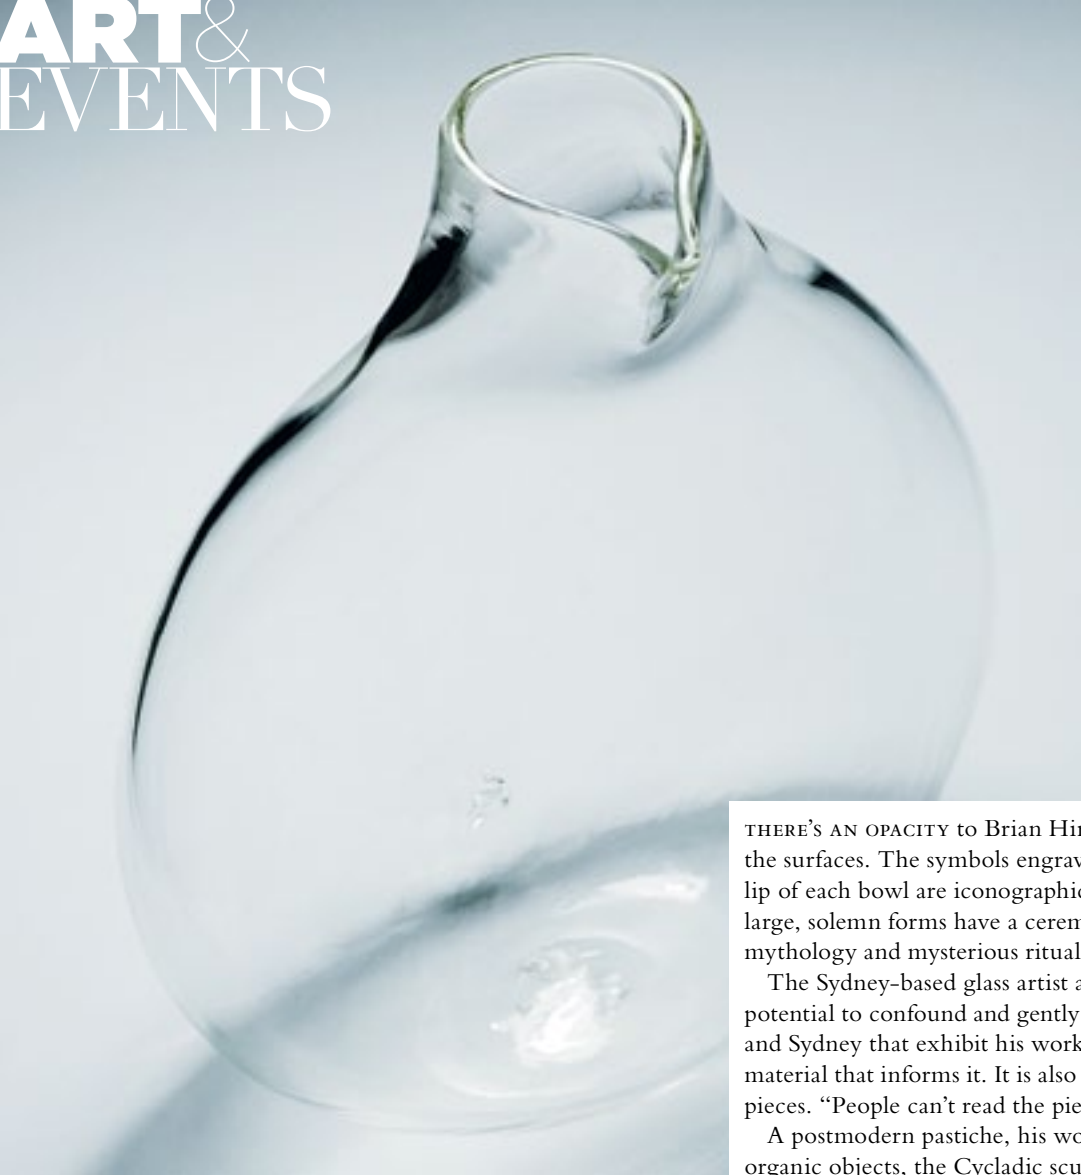 ART&
EVENTS
THERE'S AN OPACITY to Brian Hin
the surfaces. The symbols engrav
lip of each bowl are iconographic
large, solemn forms have a cerem
mythology and mysterious ritual
The Sydney-based glass artist a
potential to confound and gently
and Sydney that exhibit his work
material that informs it. It is also
pieces. “People can't read the pie
A postmodern pastiche, his wo
organic objects, the Cycladic scu